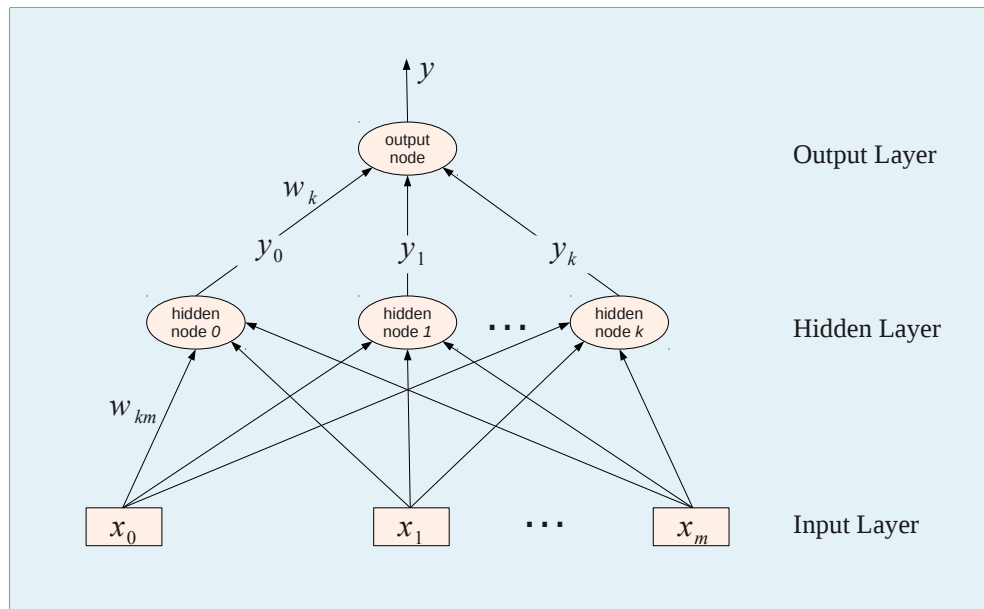 y
output
node
Output Layer
w_k
y_0
y_1
y_k
hidden
node 0
hidden
node 1
...
hidden
node k
Hidden Layer
w_km
x_0
x_1
...
x_m
Input Layer